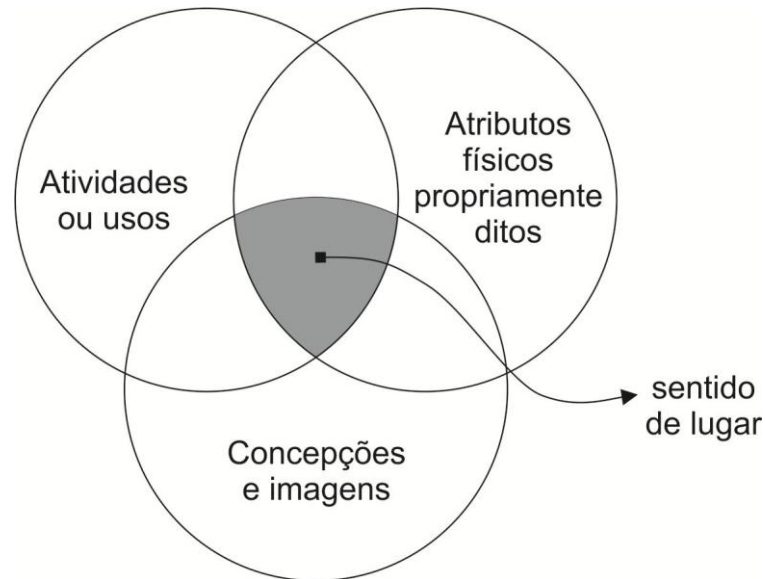 Atividades
ou usos
Atributos
físicos
propriamente
ditos
Concepções
e imagens
sentido
de lugar